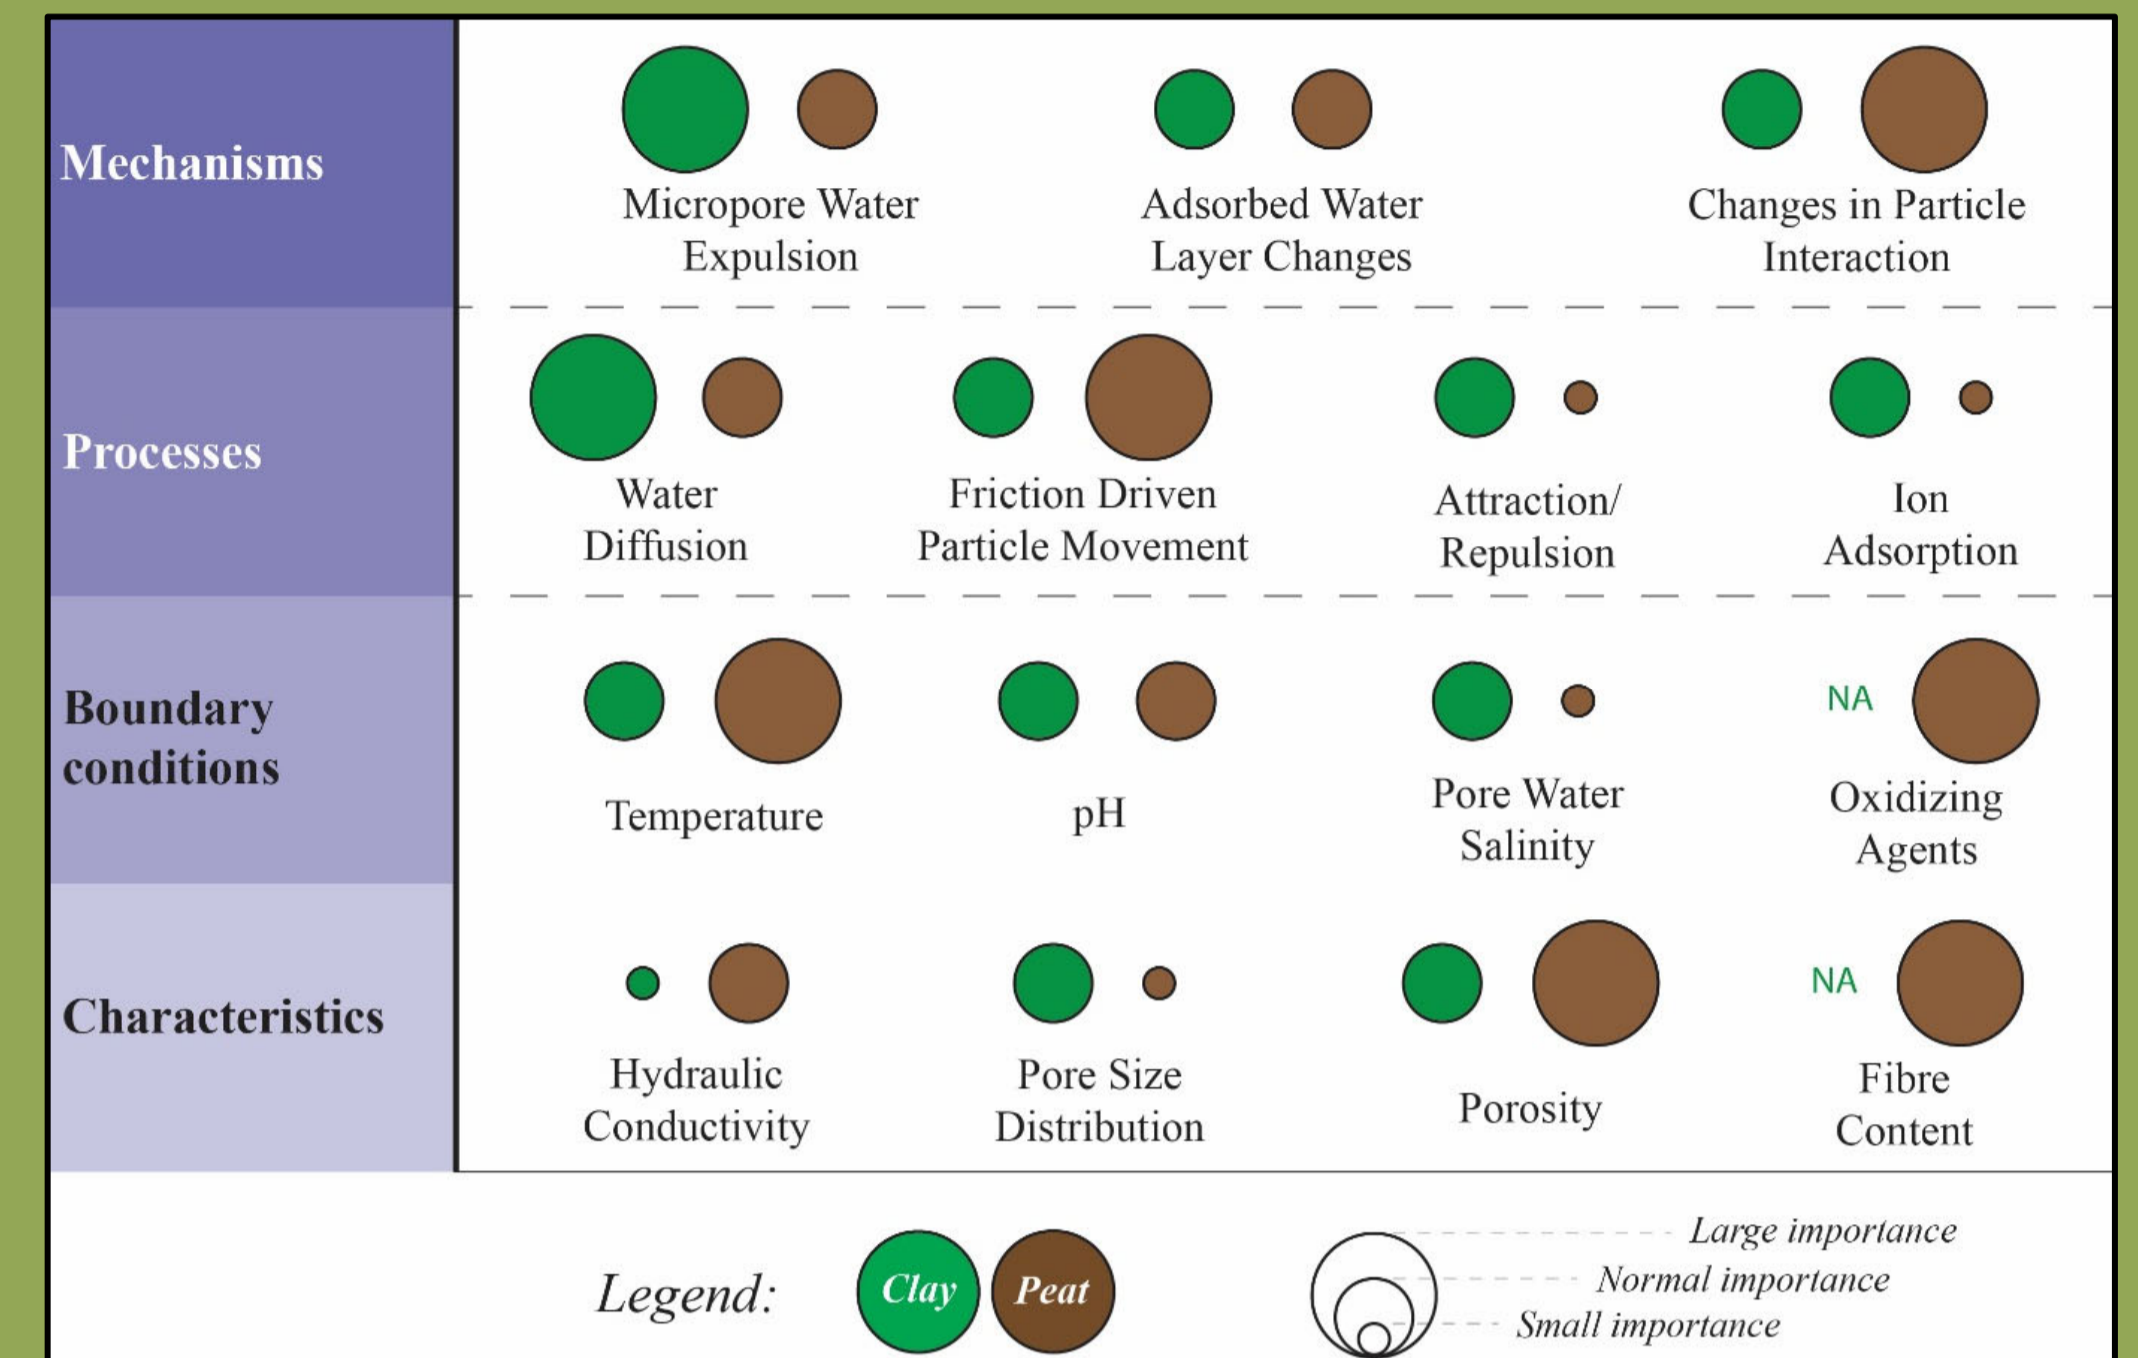 Mechanisms
Micropore Water
Expulsion
Adsorbed Water
Layer Changes
Changes in Particle
Interaction
Processes
Water
Diffusion
Friction Driven
Particle Movement
Attraction/
Repulsion
Ion
Adsorption
Boundary
conditions
Temperature
pH
Pore Water
Salinity
NA
Oxidizing
Agents
Characteristics
Hydraulic
Conductivity
Pore Size
Distribution
Porosity
NA
Fibre
Content
Legend:
Clay
Peat
Large importance
Normal importance
Small importance